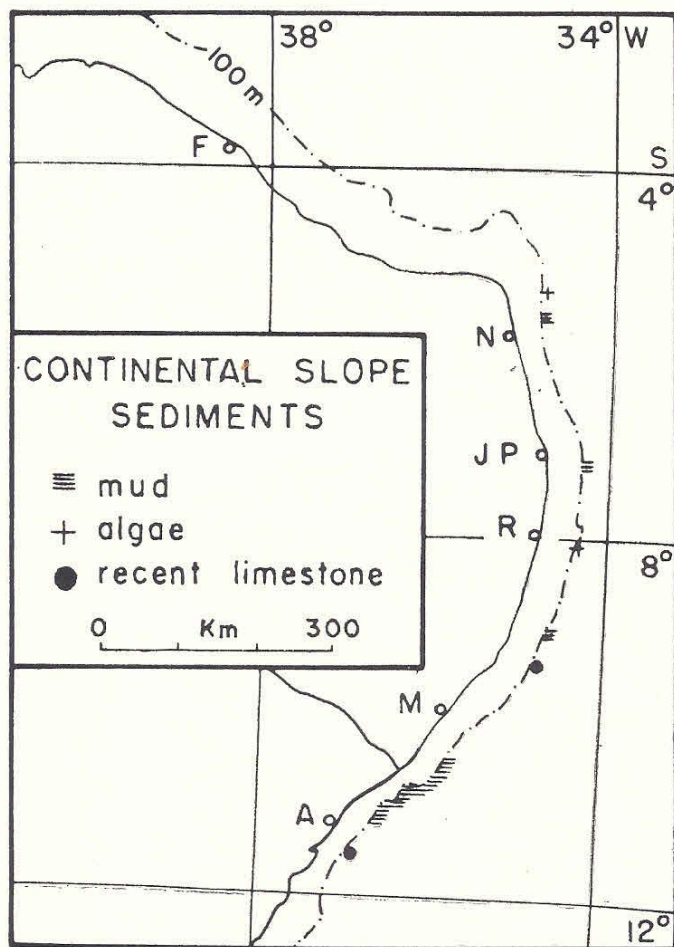 38° 34° W
100 m
F S
4°
N
CONTINENTAL SLOPE
SEDIMENTS
JP
mud
algae R
recent limestone 8°
0 Km 300
M
A
12°